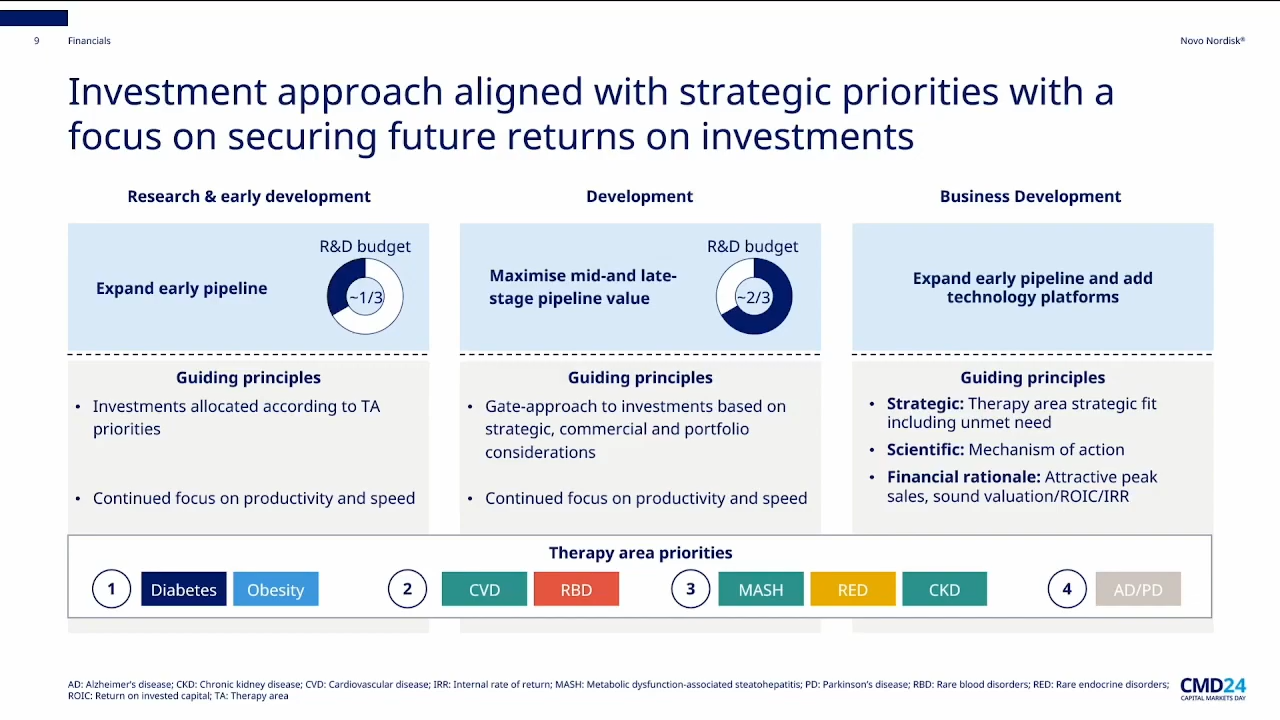 9
Financials
Novo Nordisk®
Investment approach aligned with strategic priorities with a
focus on securing future returns on investments
Research & early development
Expand early pipeline
R&D budget
~1/3
Guiding principles
• Investments allocated according to TA
priorities
• Continued focus on productivity and speed
Development
Maximise mid-and late-
stage pipeline value
R&D budget
~2/3
Guiding principles
• Gate-approach to investments based on
strategic, commercial and portfolio
considerations
• Continued focus on productivity and speed
Business Development
Expand early pipeline and add
technology platforms
Guiding principles
• Strategic: Therapy area strategic fit
including unmet need
• Scientific: Mechanism of action
• Financial rationale: Attractive peak
sales, sound valuation/ROIC/IRR
Therapy area priorities
1 Diabetes Obesity 2 CVD RBD 3 MASH RED CKD 4 AD/PD
AD: Alzheimer's disease; CKD: Chronic kidney disease; CVD: Cardiovascular disease; IRR: Internal rate of return; MASH: Metabolic dysfunction-associated steatohepatitis; PD: Parkinson's disease; RBD: Rare blood disorders; RED: Rare endocrine disorders;
ROIC: Return on invested capital; TA: Therapy area
CMD24
CAPITAL MARKETS DAY